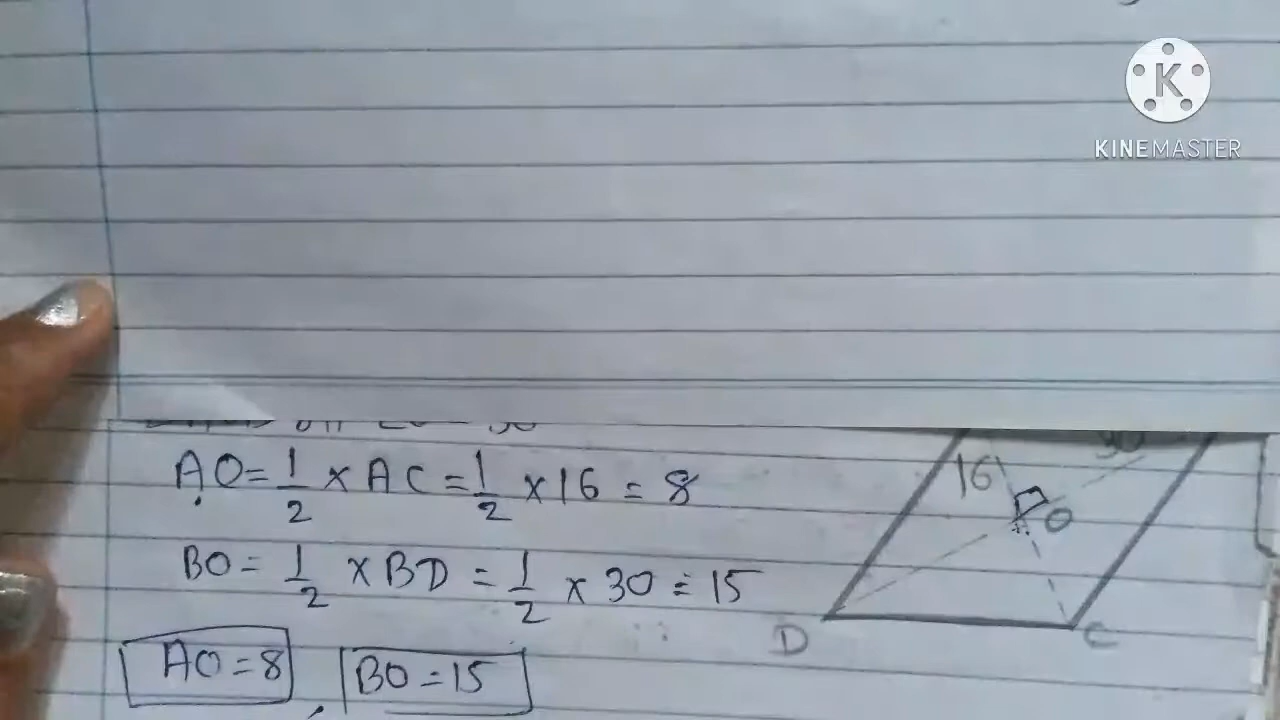 K
KINEMASTER
AO = 1/2 × AC = 1/2 × 16 = 8
BO = 1/2 × BD = 1/2 × 30 = 15
AO = 8, BO = 15
16
O
D
C